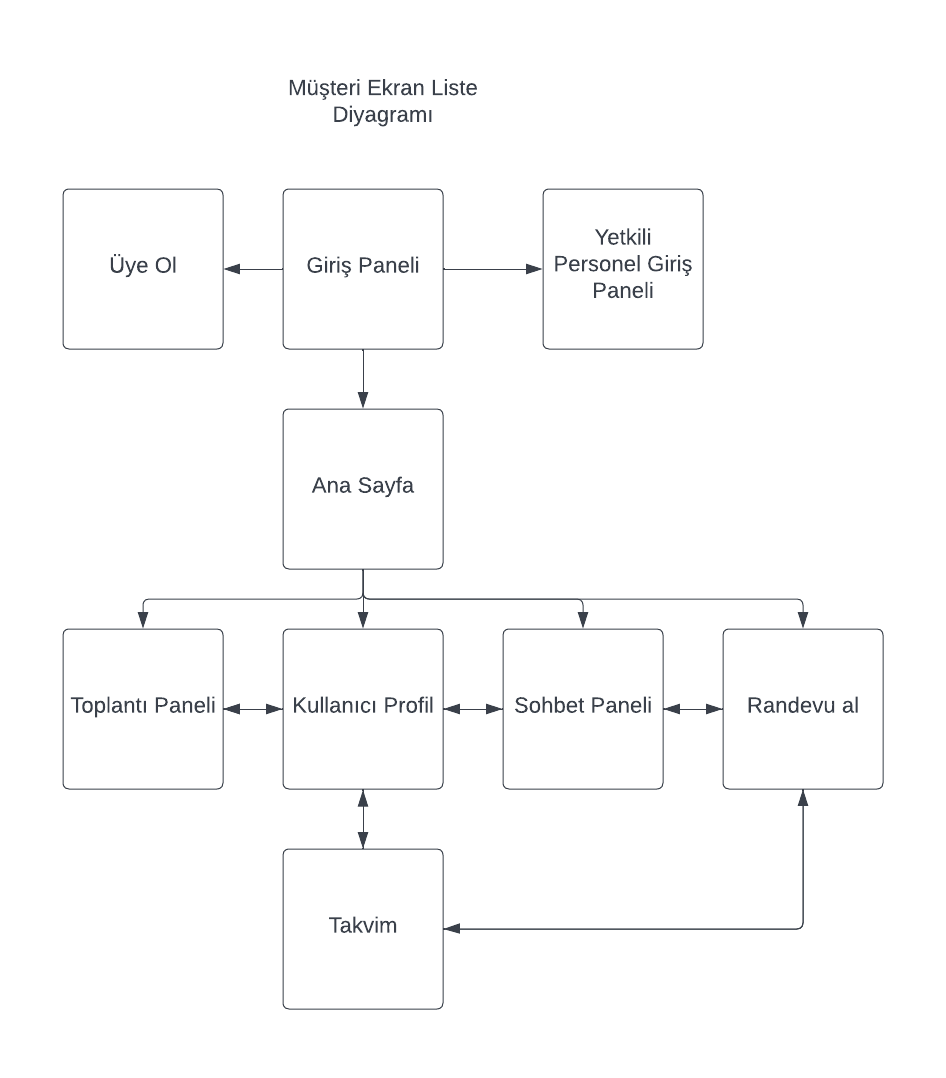 Müşteri Ekran Liste
Diyagramı
Üye Ol
Giriş Paneli
Yetkili
Personel Giriş
Paneli
Ana Sayfa
Toplantı Paneli
Kullanıcı Profil
Sohbet Paneli
Randevu al
Takvim